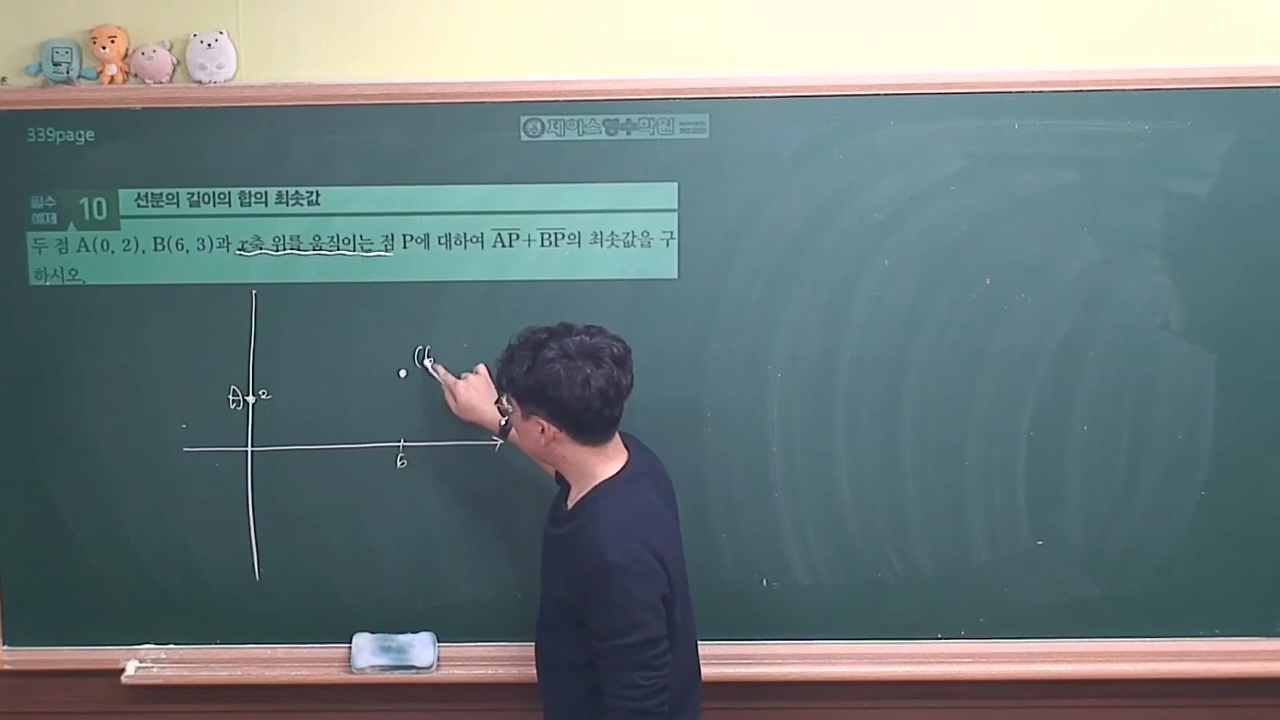 339page
제이스영수학원
필수
예제 10 선분의 길이의 합의 최솟값
두 점 A(0, 2), B(6, 3)과 x축 위를 움직이는 점 P에 대하여 AP+BP의 최솟값을 구
하시오.
(6
A 2
6